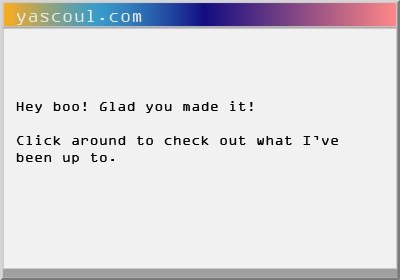 yascoul.com
Hey boo! Glad you made it!
Click around to check out what I've
been up to.